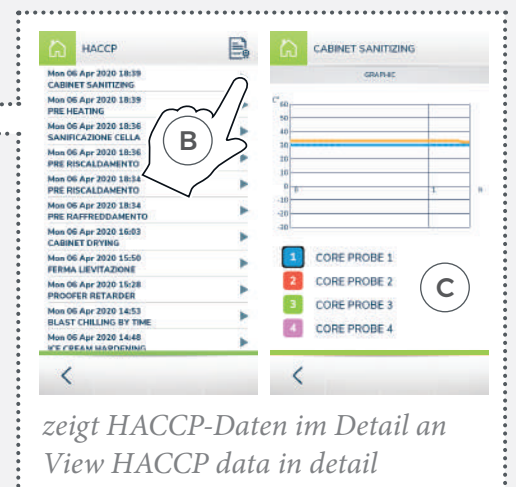 HACCP
Mon 06 Apr 2020 18:39
CABINET SANITIZING
Mon 06 Apr 2020 18:39
PRE HEATING
Mon 06 Apr 2020 18:36
SANIFICAZIONE CELLA
Mon 06 Apr 2020 18:36
PRE RISCALDAMENTO
Mon 06 Apr 2020 18:34
PRE RISCALDAMENTO
Mon 06 Apr 2020 18:34
PRE RAFFREDDAMENTO
Mon 06 Apr 2020 16:03
CABINET DRYING
Mon 06 Apr 2020 15:50
FERMA LIEVITAZIONE
Mon 06 Apr 2020 15:28
PROOFER RETARDER
Mon 06 Apr 2020 14:53
BLAST CHILLING BY TIME
Mon 06 Apr 2020 14:48
ICE CREAM HARDENING
B
CABINET SANITIZING
GRAPHIC
C°
60
50
40
30
20
10
0
-10
-20
-30
0 1 h
1 CORE PROBE 1
2 CORE PROBE 2
3 CORE PROBE 3
4 CORE PROBE 4
C
zeigt HACCP-Daten im Detail an
View HACCP data in detail